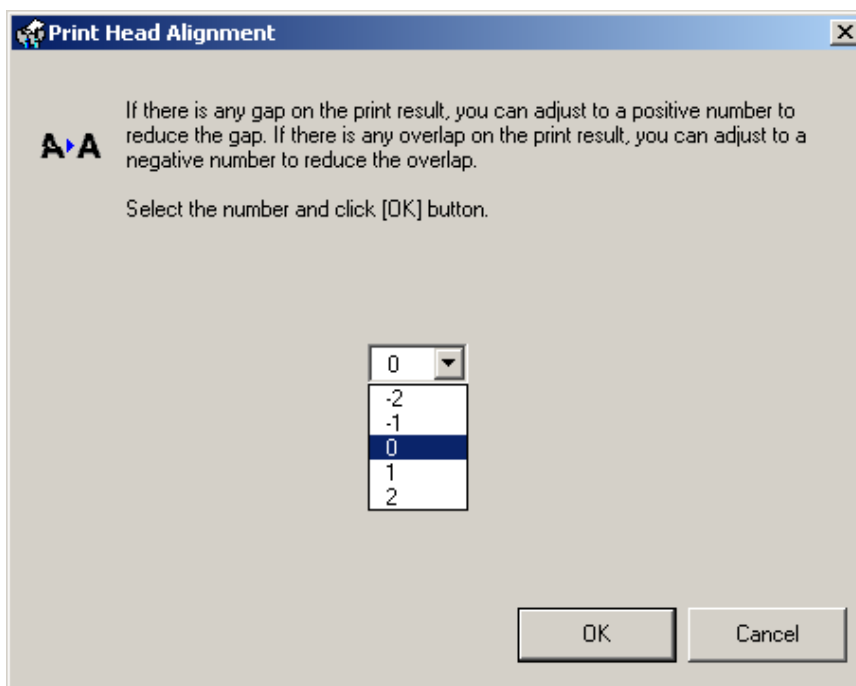 Print Head Alignment
If there is any gap on the print result, you can adjust to a positive number to
reduce the gap. If there is any overlap on the print result, you can adjust to a
negative number to reduce the overlap.
A A
Select the number and click [OK] button.
0
-2
-1
0
1
2
OK
Cancel